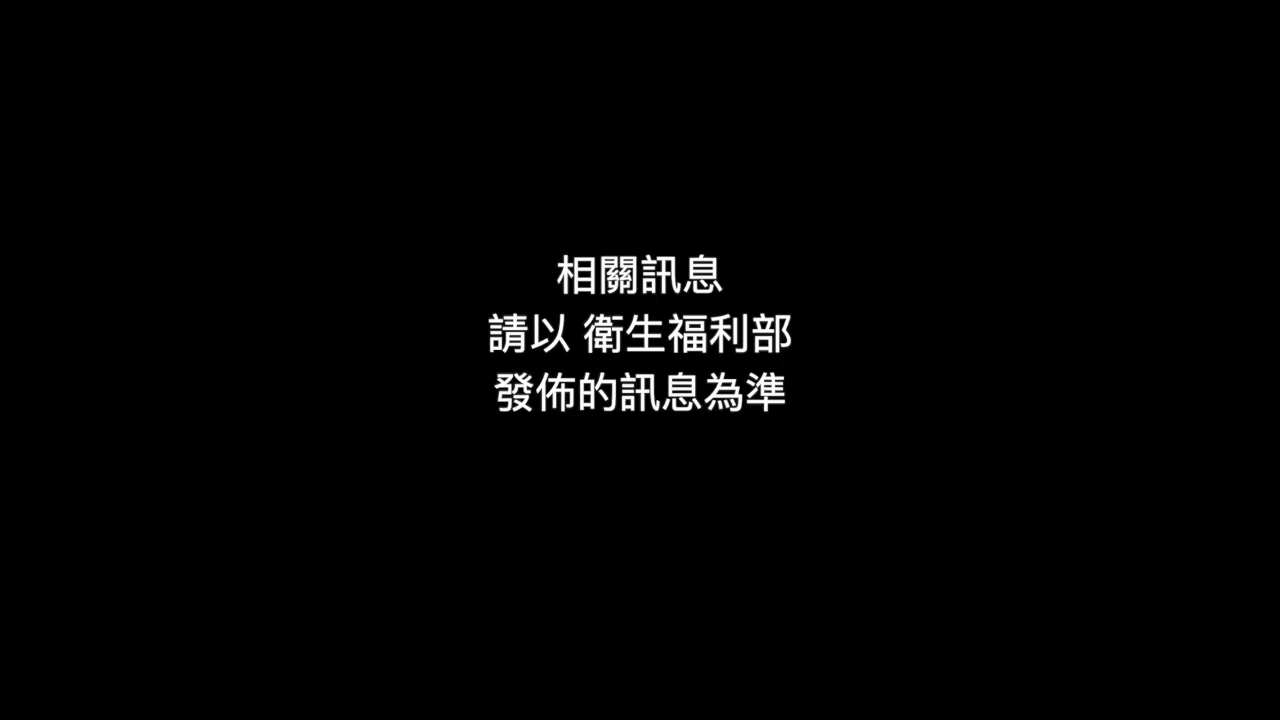 相關訊息
請以 衛生福利部
發佈的訊息為準